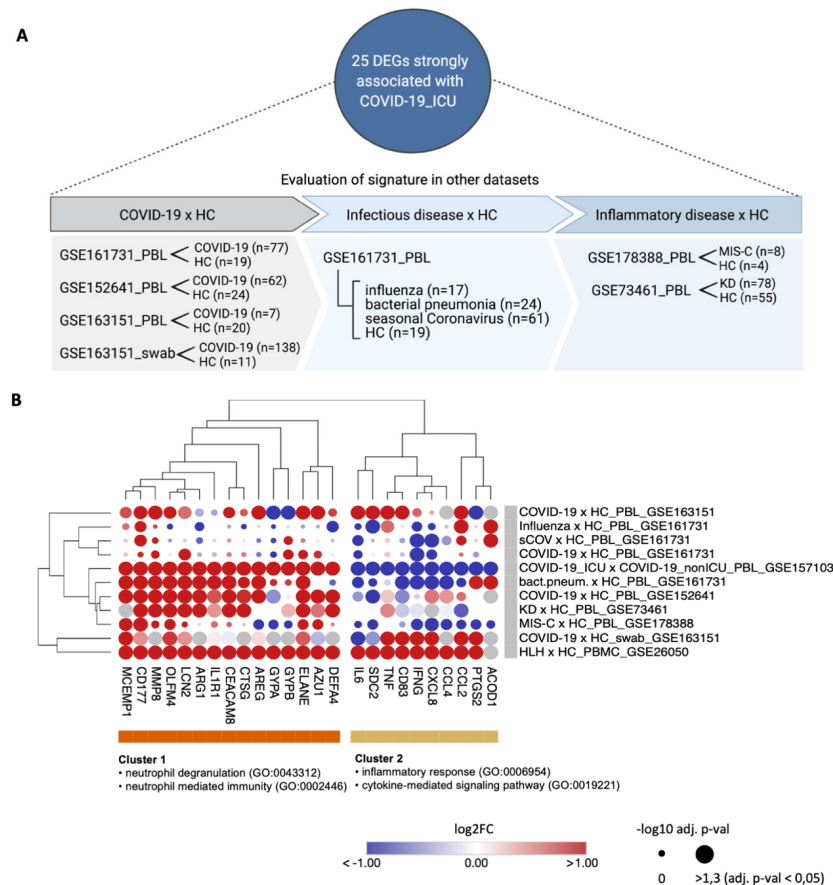 A
25 DEGs strongly
associated with
COVID-19_ICU
Evaluation of signature in other datasets
COVID-19 x HC
Infectious disease x HC
Inflammatory disease x HC
GSE161731_PBL
COVID-19 (n=77)
HC (n=19)
GSE152641_PBL
COVID-19 (n=62)
HC (n=24)
GSE163151_PBL
COVID-19 (n=7)
HC (n=20)
GSE163151_swab
COVID-19 (n=138)
HC (n=11)
GSE161731_PBL
influenza (n=17)
bacterial pneumonia (n=24)
seasonal Coronavirus (n=61)
HC (n=19)
GSE178388_PBL
MIS-C (n=8)
HC (n=4)
GSE73461_PBL
KD (n=78)
HC (n=55)
B
COVID-19 x HC_PBL_GSE163151
Influenza x HC_PBL_GSE161731
sCOV x HC_PBL_GSE161731
COVID-19 x HC_PBL_GSE161731
COVID-19_ICU x COVID-19_nonICU_PBL_GSE157103
bact.pneum. x HC_PBL_GSE161731
COVID-19 x HC_PBL_GSE152641
KD x HC_PBL_GSE73461
MIS-C x HC_PBL_GSE178388
COVID-19 x HC_swab_GSE163151
HLH x HC_PBMC_GSE26050
MCEMP1
CD177
MMP8
OLFM4
LCN2
ARG1
IL1R1
CEACAM8
CTSG
AREG
GYPA
GYPB
ELANE
AZU1
DEFA4
IL6
SDC2
TNF
CD83
IFNG
CXCL8
CCL4
CCL2
PTGS2
ACOD1
Cluster 1
• neutrophil degranulation (GO:0043312)
• neutrophil mediated immunity (GO:0002446)
Cluster 2
• inflammatory response (GO:0006954)
• cytokine-mediated signaling pathway (GO:0019221)
log2FC
< -1.00
0.00
>1.00
-log10 adj. p-val
0
>1,3 (adj. p-val < 0,05)